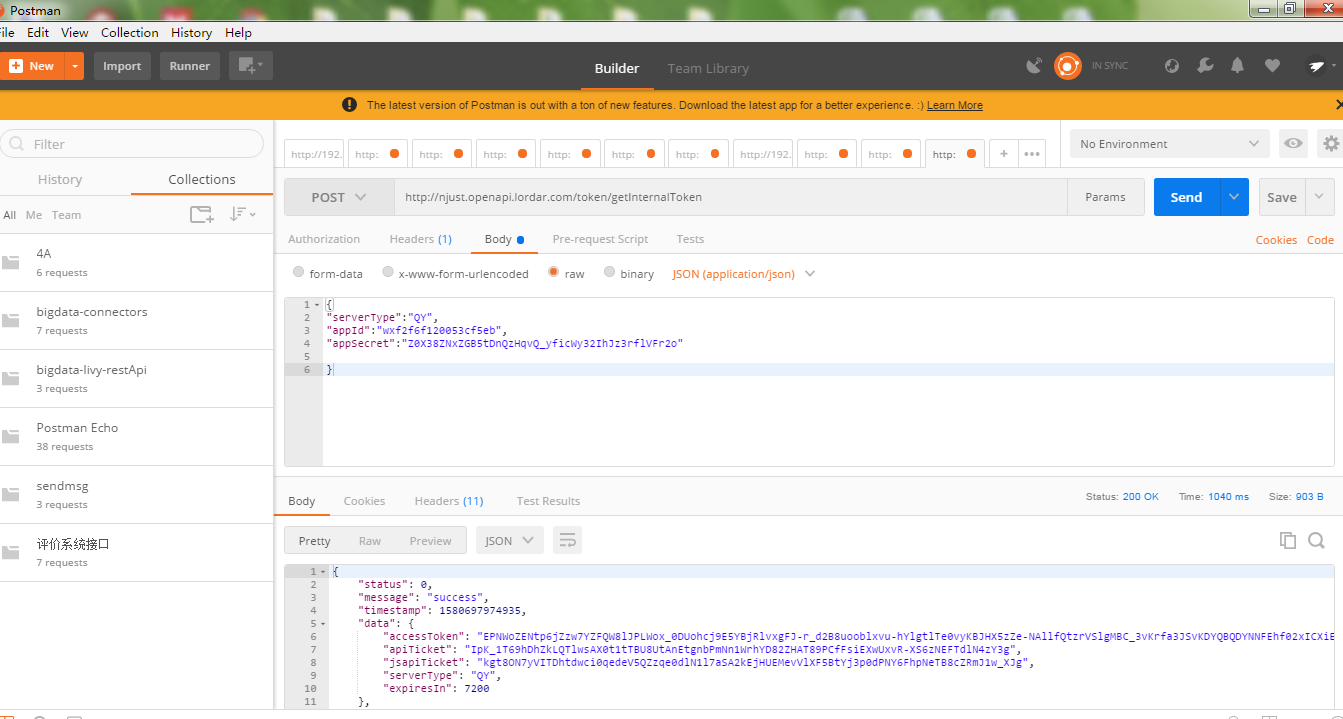 Postman
File Edit View Collection History Help
New Import Runner Builder Team Library IN SYNC
The latest version of Postman is out with a ton of new features. Download the latest app for a better experience. :) Learn More
Filter
History Collections
All Me Team
4A
6 requests
bigdata-connectors
7 requests
bigdata-livy-restApi
3 requests
Postman Echo
38 requests
sendmsg
3 requests
评价系统接口
7 requests
http://192. http: http: http: http: http: http: http://192. http: http: http: + •••
No Environment
POST http://njust.openapi.lordar.com/token/getInternalToken Params Send Save
Authorization Headers (1) Body Pre-request Script Tests Cookies Code
form-data x-www-form-urlencoded raw binary JSON (application/json)
1 {
2 "serverType":"QY",
3 "appId":"wxf2f6f120053cf5eb",
4 "appSecret":"Z0X38ZNxZGB5tDnQzHqvQ_yficWy32IhJz3rflVFr2o"
5
6 }
Body Cookies Headers (11) Test Results Status: 200 OK Time: 1040 ms Size: 903 B
Pretty Raw Preview JSON
1 {
2 "status": 0,
3 "message": "success",
4 "timestamp": 1580697974935,
5 "data": {
6 "accessToken": "EPNWoZENtp6jZzw7YZFQW8lJPLWox_0DUohcj9E5YBjRlvxgFJ-r_d2B8uooblxvu-hYlgtlTe0vyKBJHX5zZe-NAllfQtzrVSlgMBC_3vKrfa3JSvKDYQBQDYNNFEhf02xICXiE
7 "apiTicket": "IpK_1T69hDhZkLQTlwsAX0t1tTBU8UtAnEtgnbPmNn1WrhYD82ZHAT89PCfFsiEXwUxvR-XS6zNEFTdlN4zY3g",
8 "jsapiTicket": "kgt8ON7yVITDhtdwci0qedeV5QZzqe0dlN1l7aSA2kEjHUEMevVlXF5BtYj3p0dPNY6FhpNeTB8cZRmJ1w_XJg",
9 "serverType": "QY",
10 "expiresIn": 7200
11 },